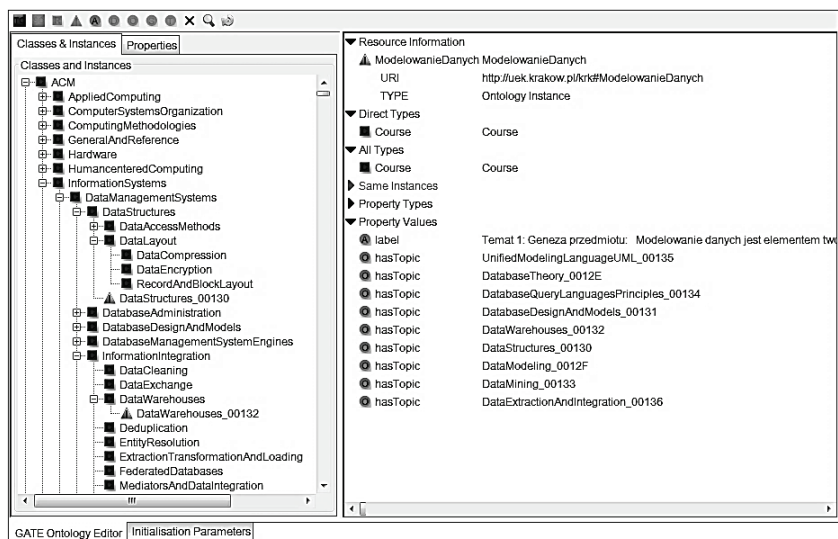 Classes & Instances
Properties
Classes and Instances
ACM
AppliedComputing
ComputerSystemsOrganization
ComputingMethodologies
GeneralAndReference
Hardware
HumancenteredComputing
InformationSystems
DataManagementSystems
DataStructures
DataAccessMethods
DataLayout
DataCompression
DataEncryption
RecordAndBlockLayout
DataStructures_00130
DatabaseAdministration
DatabaseDesignAndModels
DatabaseManagementSystemEngines
InformationIntegration
DataCleaning
DataExchange
DataWarehouses
DataWarehouses_00132
Deduplication
EntityResolution
ExtractionTransformationAndLoading
FederatedDatabases
MediatorsAndDataIntegration
Resource Information
ModelowanieDanych ModelowanieDanych
URI http://uek.krakow.pl/krk#ModelowanieDanych
TYPE Ontology Instance
Direct Types
Course Course
All Types
Course Course
Same Instances
Property Types
Property Values
label Temat 1: Geneza przedmiotu: Modelowanie danych jest elementem two
hasTopic UnifiedModelingLanguageUML_00135
hasTopic DatabaseTheory_0012E
hasTopic DatabaseQueryLanguagesPrinciples_00134
hasTopic DatabaseDesignAndModels_00131
hasTopic DataWarehouses_00132
hasTopic DataStructures_00130
hasTopic DataModeling_0012F
hasTopic DataMining_00133
hasTopic DataExtractionAndIntegration_00136
GATE Ontology Editor
Initialisation Parameters